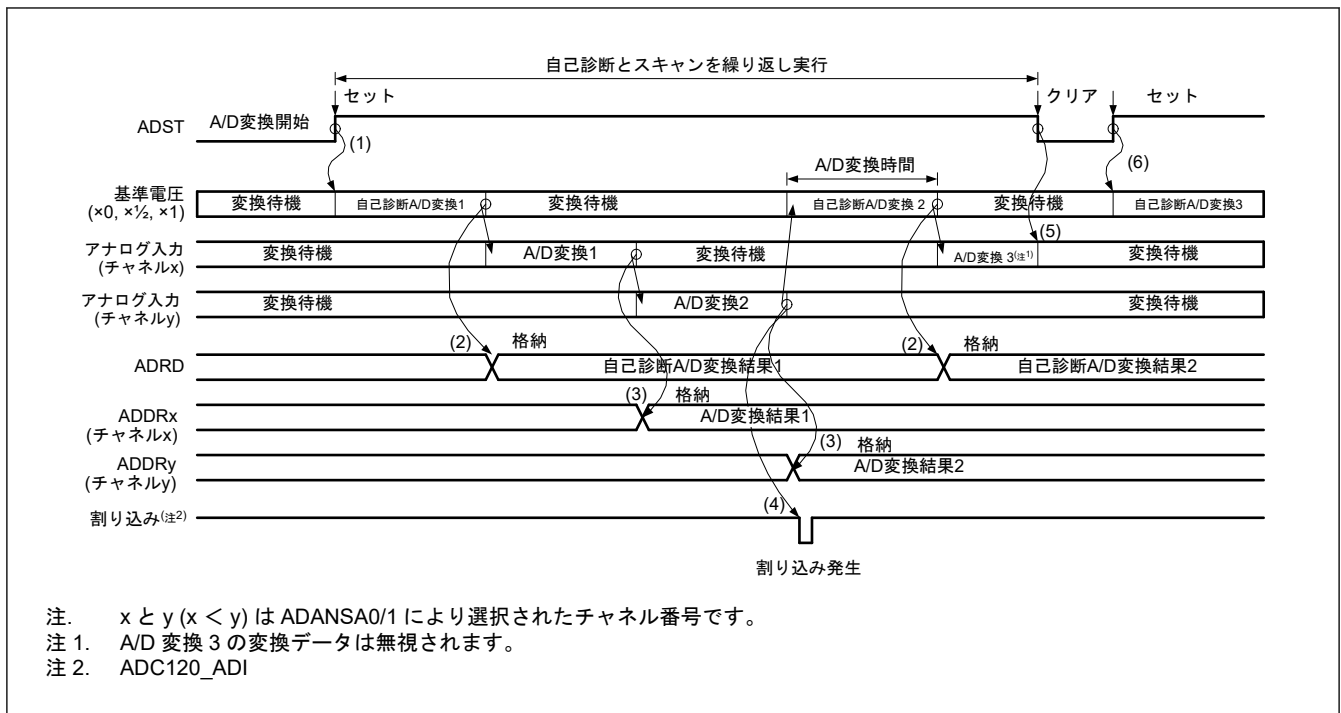 自己診断とスキャンを繰り返し実行
セット
クリア
セット
ADST
A/D変換開始
(1)
(6)
A/D変換時間
基準電圧
(×0, ×½, ×1)
変換待機
自己診断A/D変換1
変換待機
自己診断A/D変換 2
変換待機
自己診断A/D変換3
(5)
アナログ入力
(チャネルx)
変換待機
A/D変換1
変換待機
A/D変換 3(注1)
変換待機
アナログ入力
(チャネルy)
変換待機
A/D変換2
変換待機
(2)
格納
(2)
格納
ADRD
自己診断A/D変換結果1
自己診断A/D変換結果2
(3)
格納
ADDRx
(チャネルx)
A/D変換結果1
(3)
格納
ADDRy
(チャネルy)
A/D変換結果2
(4)
割り込み(注2)
割り込み発生
注. x と y (x < y) は ADANSA0/1 により選択されたチャネル番号です。
注 1. A/D 変換 3 の変換データは無視されます。
注 2. ADC120_ADI